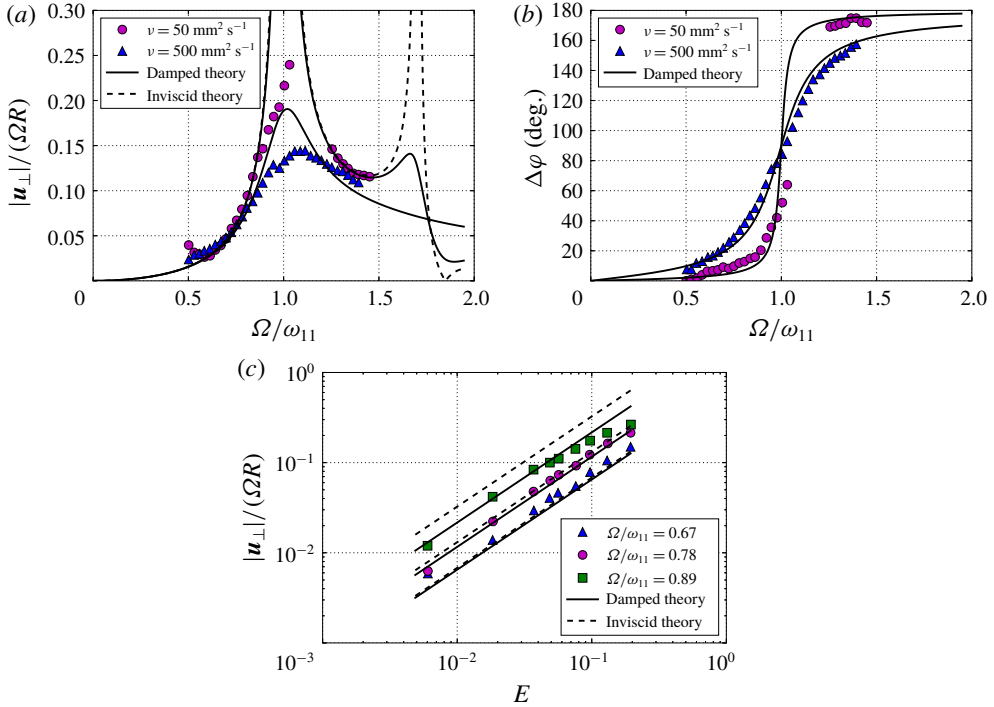 (a)
0.30
0.25
0.20
0.15
0.10
0.05
|u⊥|/(ΩR)
ν = 50 mm² s⁻¹
ν = 500 mm² s⁻¹
Damped theory
Inviscid theory
0
0.5
1.0
1.5
2.0
Ω/ω₁₁
(b)
180
160
140
120
100
80
60
40
20
Δφ (deg.)
ν = 50 mm² s⁻¹
ν = 500 mm² s⁻¹
Damped theory
0
0.5
1.0
1.5
2.0
Ω/ω₁₁
(c)
10⁰
10⁻¹
10⁻²
10⁻³
|u⊥|/(ΩR)
Ω/ω₁₁ = 0.67
Ω/ω₁₁ = 0.78
Ω/ω₁₁ = 0.89
Damped theory
Inviscid theory
10⁻²
10⁻¹
10⁰
E